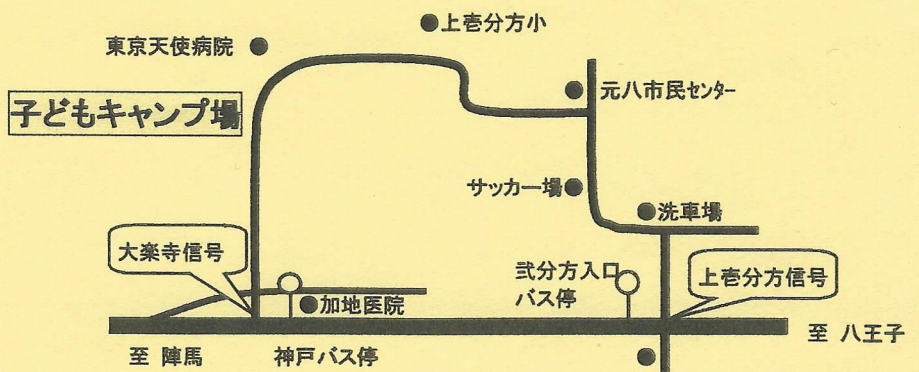 上壱分方小
東京天使病院
元八市民センター
子どもキャンプ場
サッカー場
洗車場
大楽寺信号
弐分方入口
バス停
上壱分方信号
加地医院
至 八王子
至 陣馬
神戸バス停